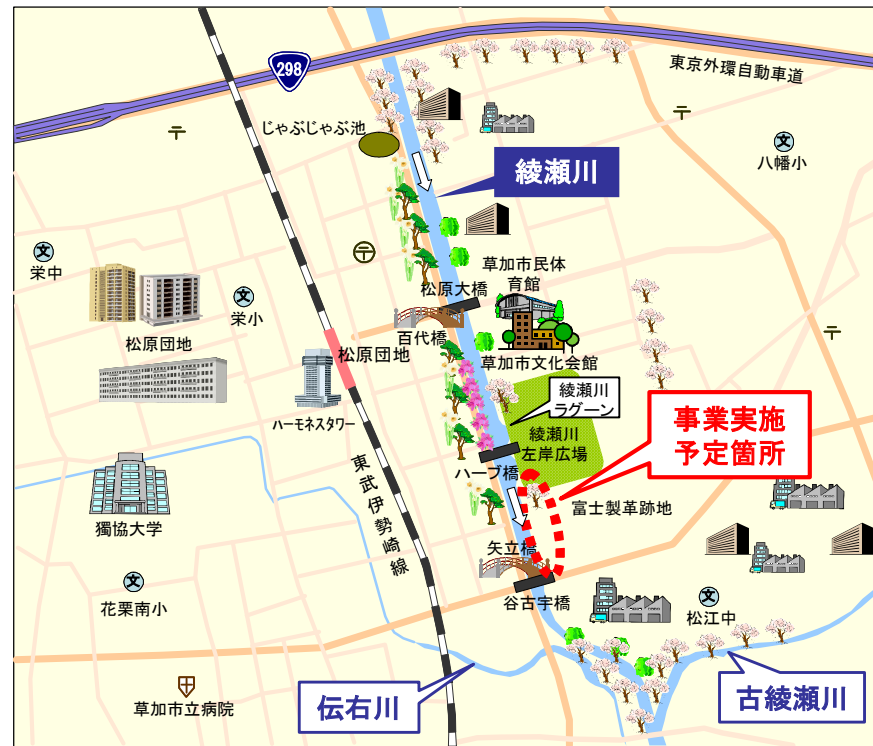 298
東京外環自動車道
じゃぶじゃぶ池
綾瀬川
文
八幡小
文
栄中
草加市民体
育館
文
栄小
松原大橋
百代橋
松原団地
松原団地
草加市文化会館
綾瀬川
ラグーン
事業実施
予定箇所
ハーモネスタワー
綾瀬川
左岸広場
ハープ橋
東武伊勢崎線
富士製革跡地
獨協大学
矢立橋
文
花栗南小
谷古宇橋
文
松江中
伝右川
古綾瀬川
草加市立病院